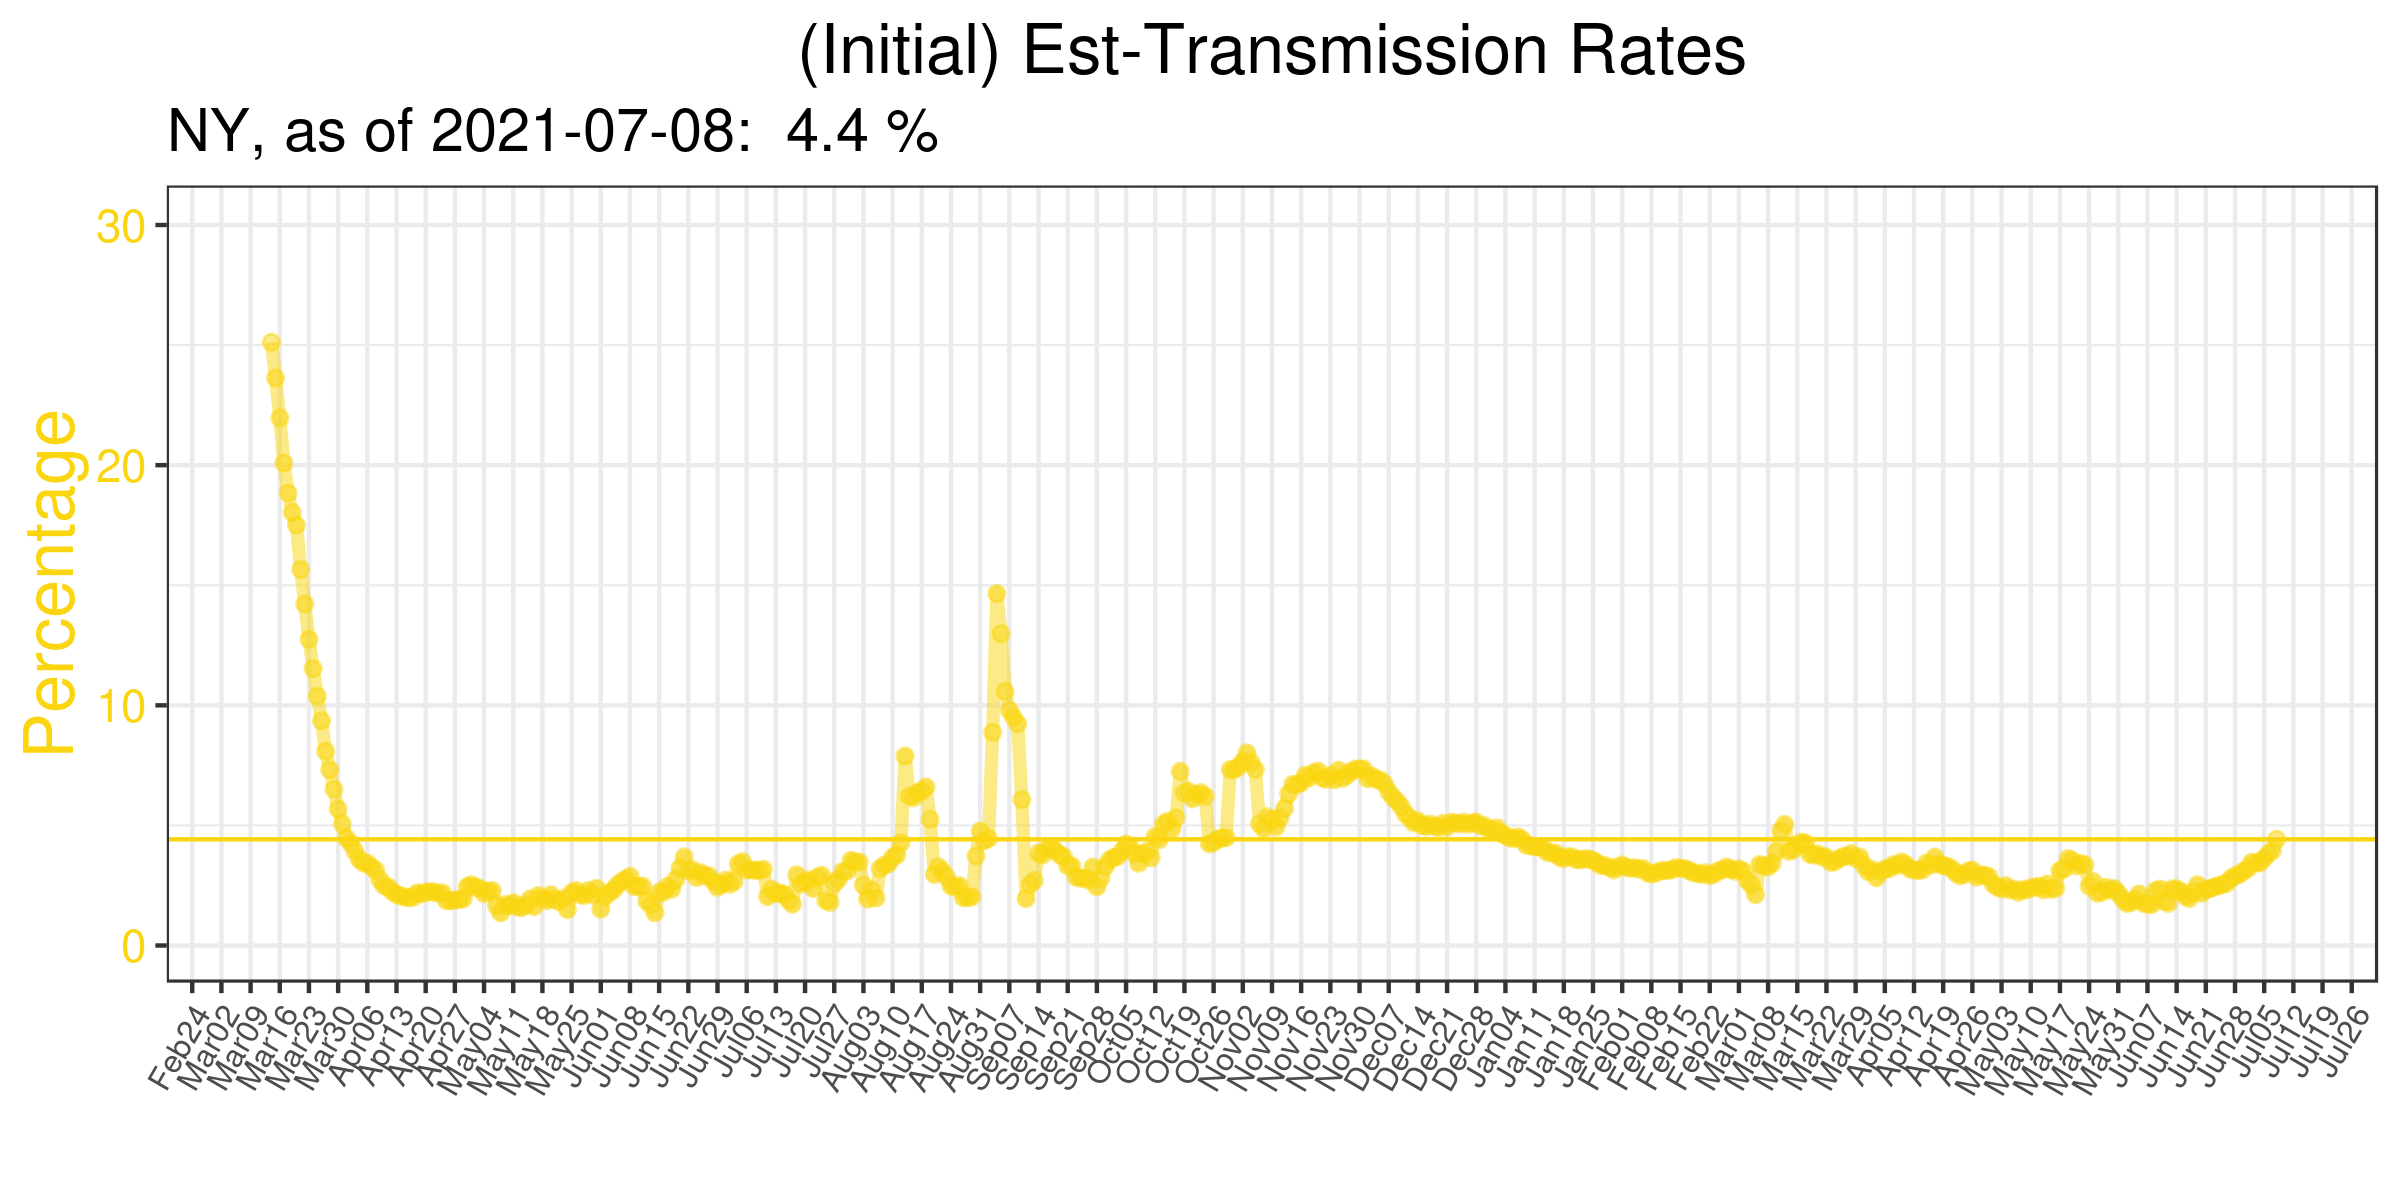 (Initial) Est-Transmission Rates
NY, as of 2021-07-08:  4.4 %
Percentage
30
20
10
0
Feb24
Mar02
Mar09
Mar16
Mar23
Mar30
Apr06
Apr13
Apr20
Apr27
May04
May11
May18
May25
Jun01
Jun08
Jun15
Jun22
Jun29
Jul06
Jul13
Jul20
Jul27
Aug03
Aug10
Aug17
Aug24
Aug31
Sep07
Sep14
Sep21
Sep28
Oct05
Oct12
Oct19
Oct26
Nov02
Nov09
Nov16
Nov23
Nov30
Dec07
Dec14
Dec21
Dec28
Jan04
Jan11
Jan18
Jan25
Feb01
Feb08
Feb15
Feb22
Mar01
Mar08
Mar15
Mar22
Mar29
Apr05
Apr12
Apr19
Apr26
May03
May10
May17
May24
May31
Jun07
Jun14
Jun21
Jun28
Jul05
Jul12
Jul19
Jul26